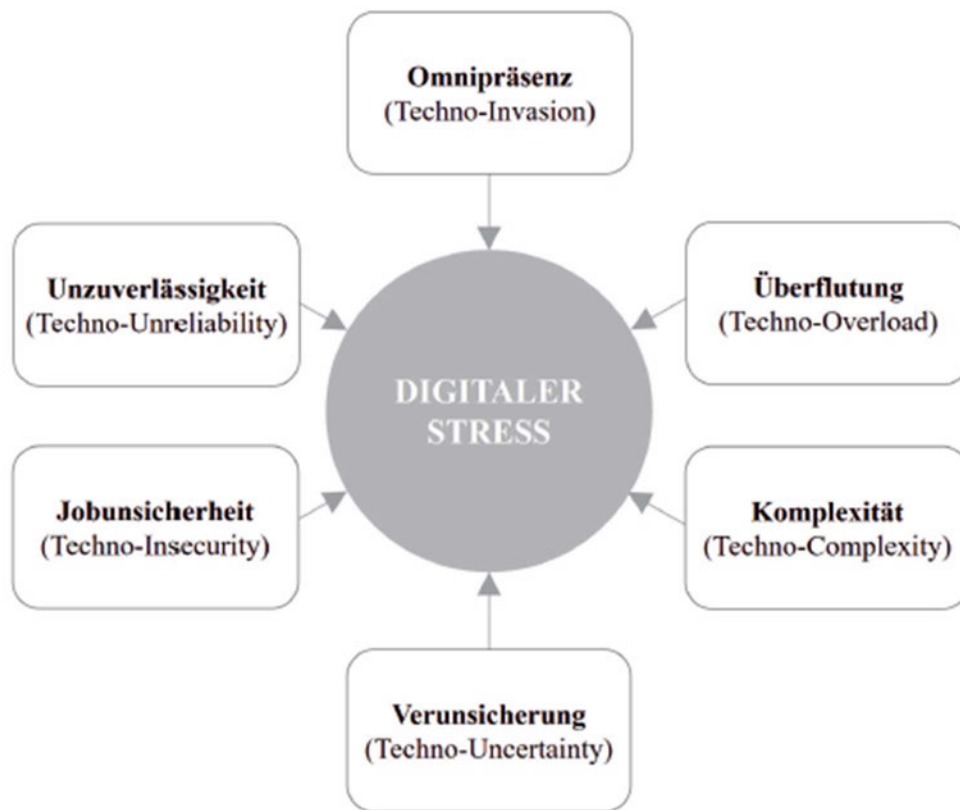 Omnipräsenz
(Techno-Invasion)
Unzuverlässigkeit
(Techno-Unreliability)
Überflutung
(Techno-Overload)
DIGITALER
STRESS
Jobunsicherheit
(Techno-Insecurity)
Komplexität
(Techno-Complexity)
Verunsicherung
(Techno-Uncertainty)